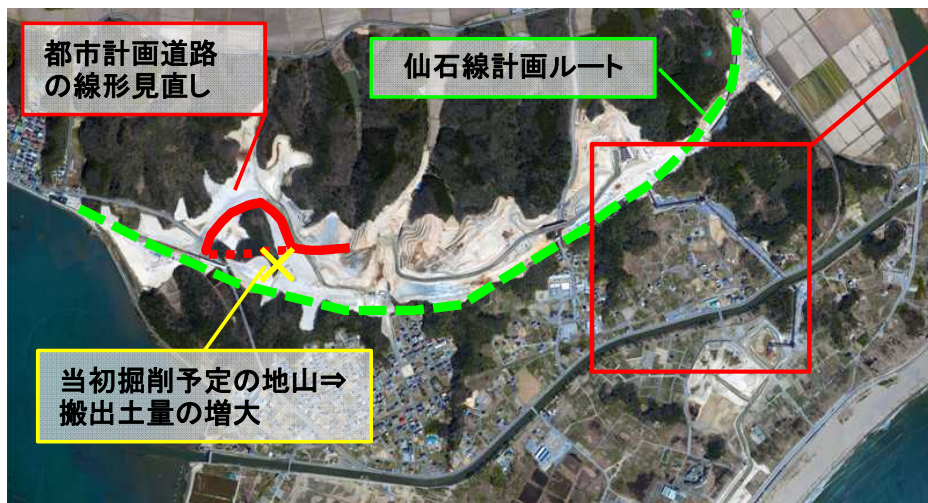 都市計画道路
の線形見直し
仙石線計画ルート
当初掘削予定の地山⇒
搬出土量の増大